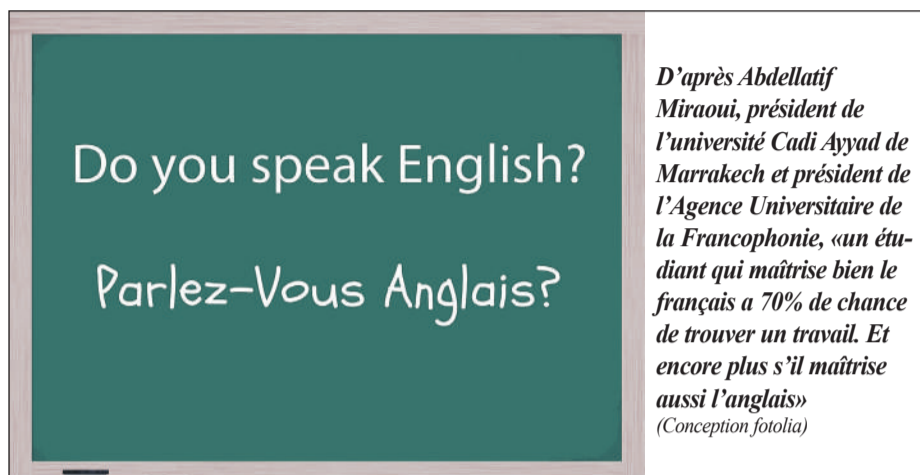 Do you speak English?
Parlez-Vous Anglais?
D’après Abdellatif
Miraoui, président de
l’université Cadi Ayyad de
Marrakech et président de
l’Agence Universitaire de
la Francophonie, «un étu-
diant qui maîtrise bien le
français a 70% de chance
de trouver un travail. Et
encore plus s’il maîtrise
aussi l’anglais»
(Conception fotolia)